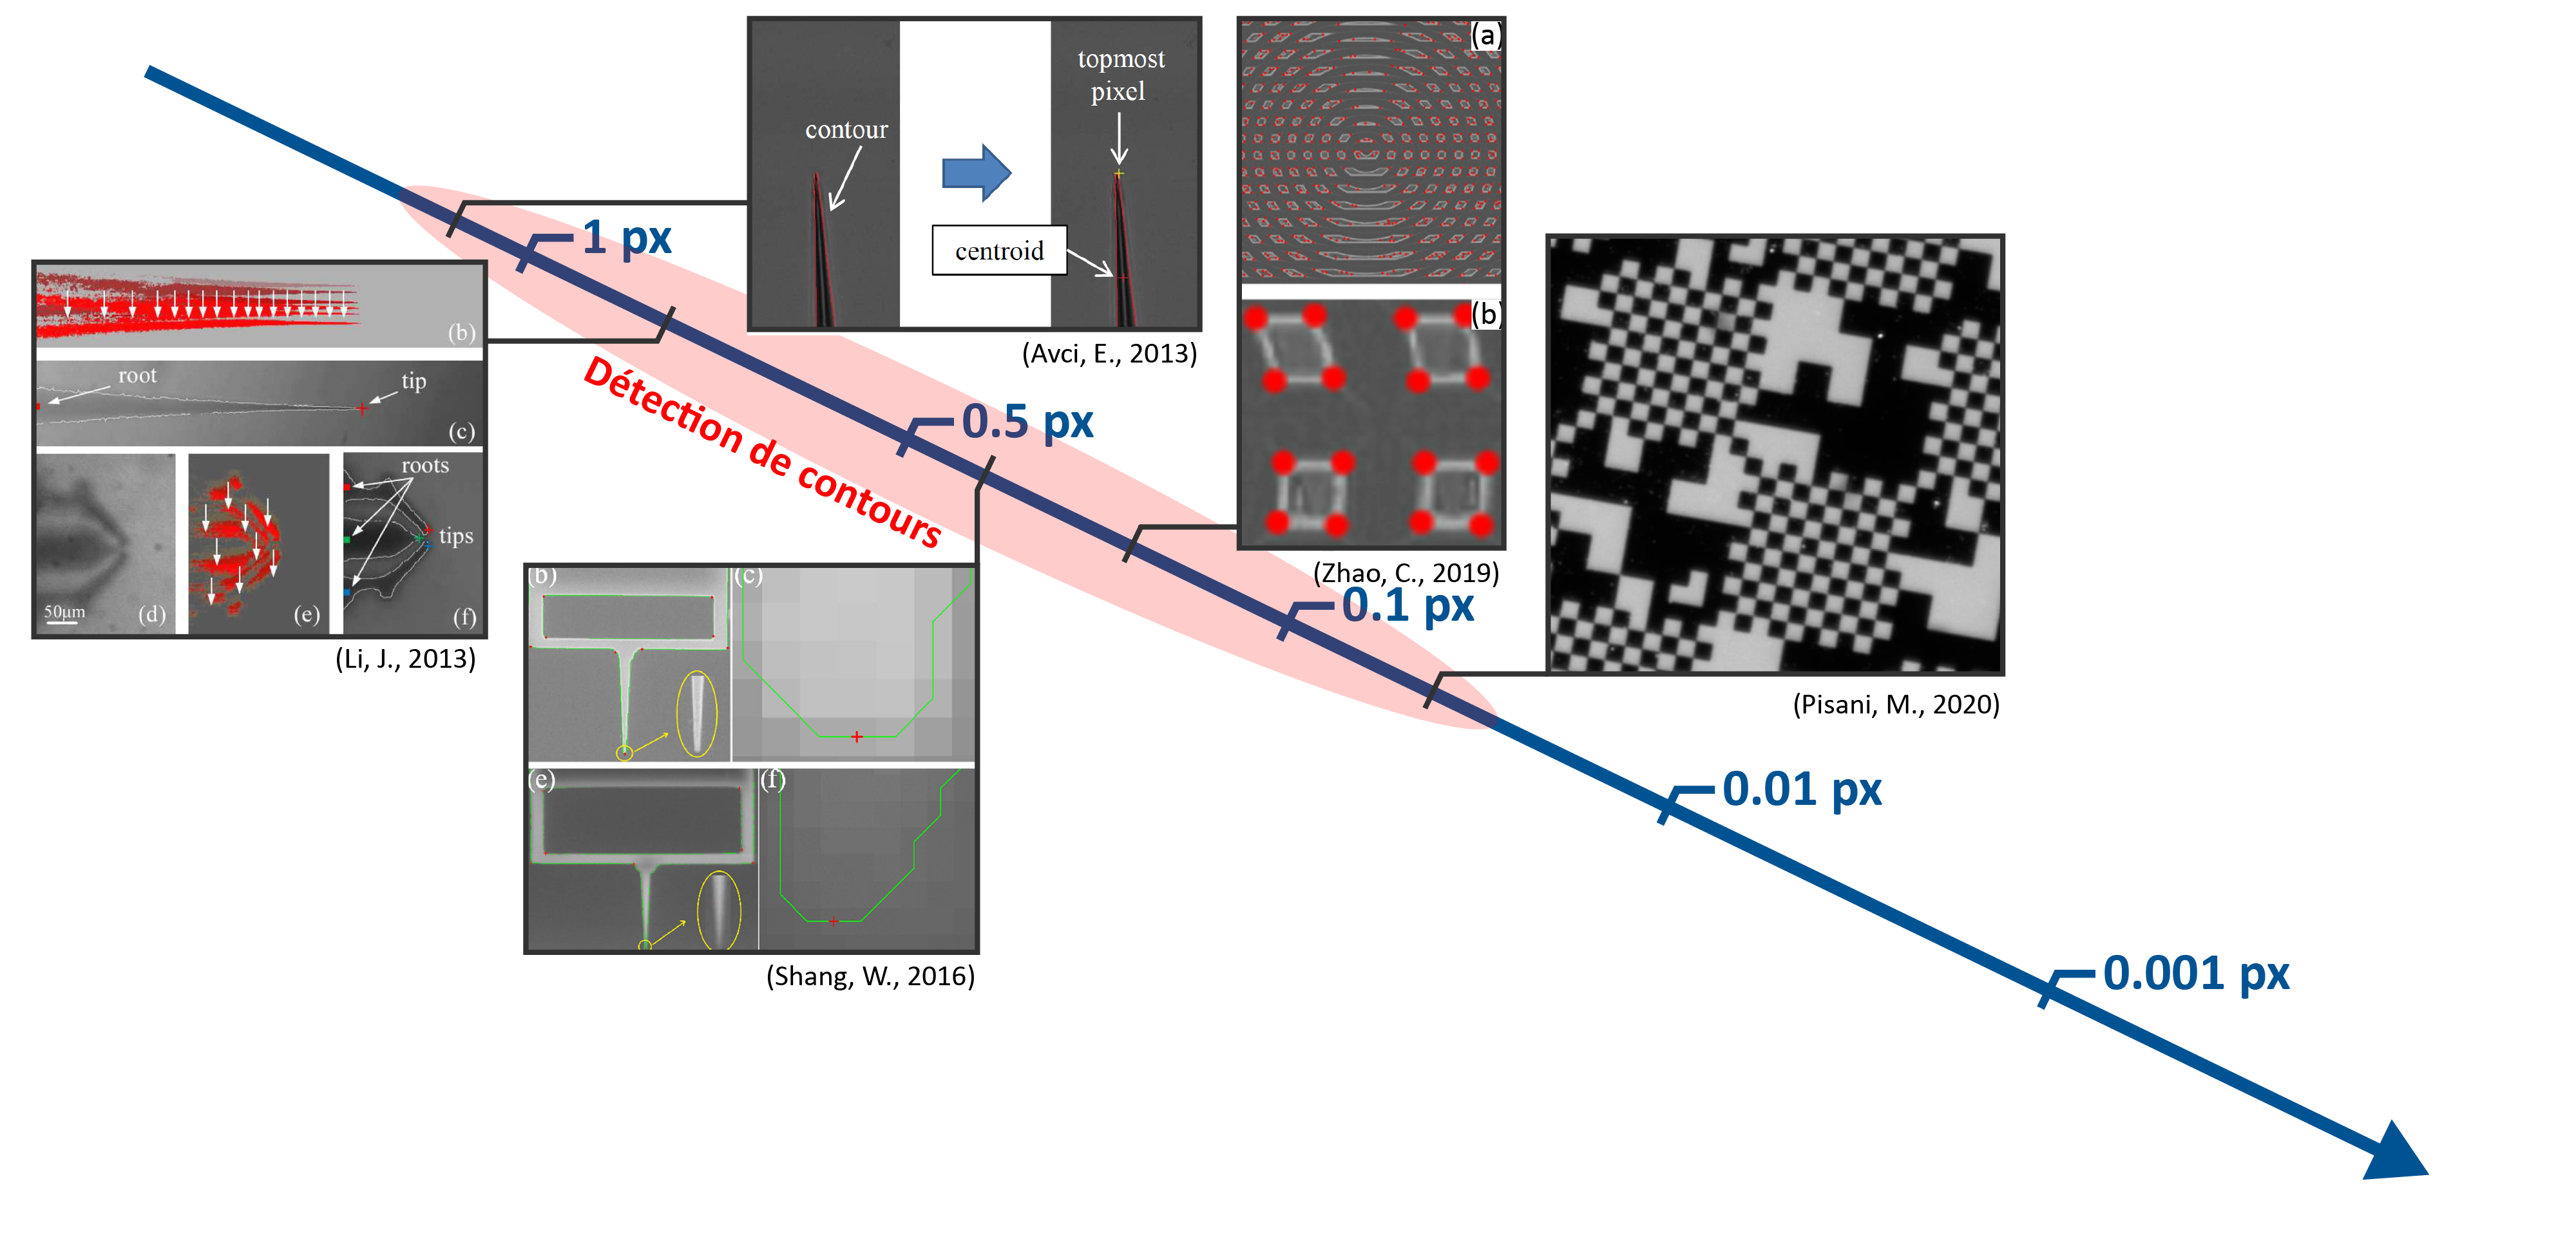 contour
topmost
pixel
centroid
(Avci, E., 2013)
(a)
(b)
(Zhao, C., 2019)
1 px
(b)
root
tip
(c)
50μm
(d)
(e)
roots
tips
(f)
(Li, J., 2013)
Détection de contours
0.5 px
(b)
(c)
(e)
(f)
(Shang, W., 2016)
0.1 px
(Pisani, M., 2020)
0.01 px
0.001 px